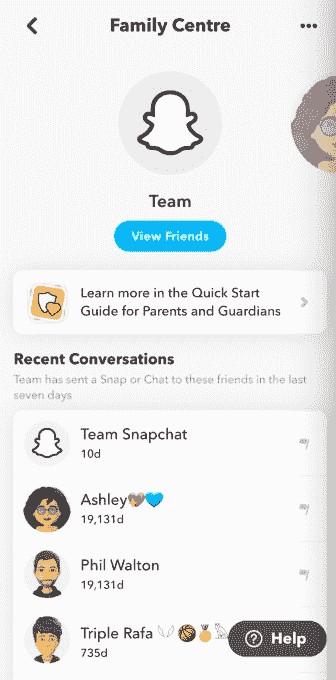 Family Centre
Team
View Friends
Learn more in the Quick Start
Guide for Parents and Guardians
Recent Conversations
Team has sent a Snap or Chat to these friends in the last
seven days
Team Snapchat
10d
Ashley
19,131d
Phil Walton
19,131d
Triple Rafa
735d
Help